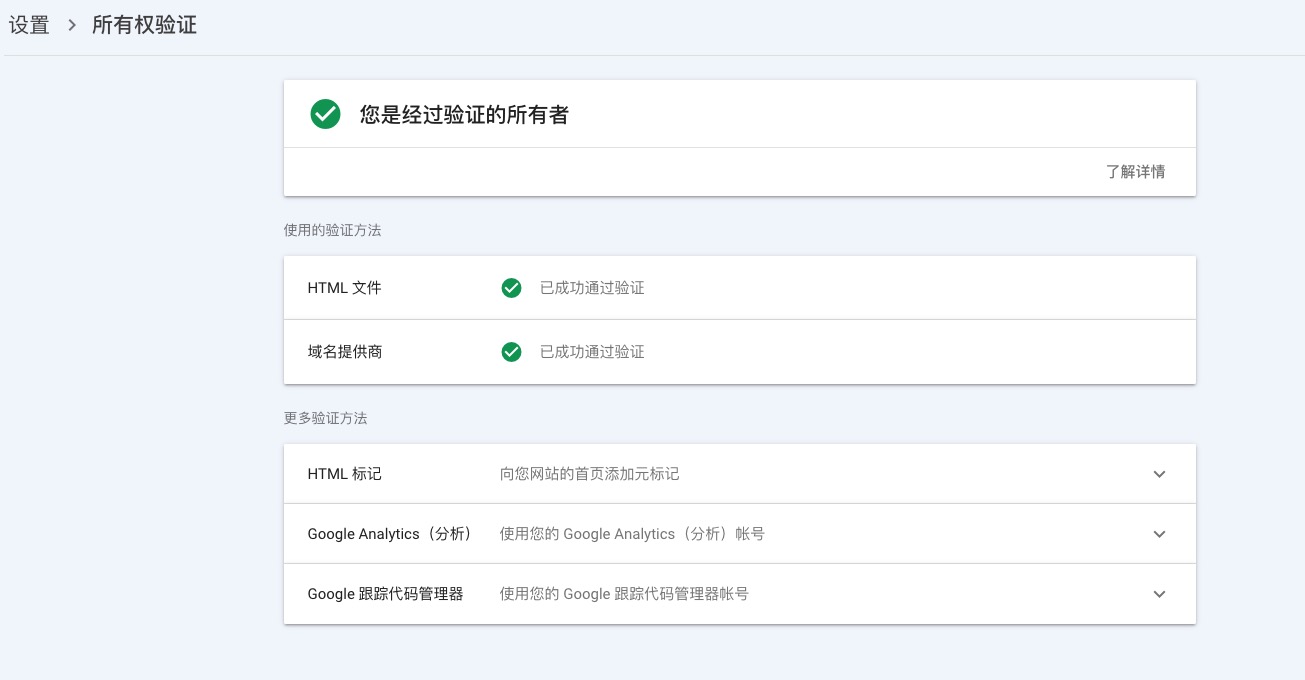 设置 > 所有权验证
您是经过验证的所有者
了解详情
使用的验证方法
HTML 文件 已成功通过验证
域名提供商 已成功通过验证
更多验证方法
HTML 标记 向您网站的首页添加元标记
Google Analytics（分析） 使用您的 Google Analytics（分析）帐号
Google 跟踪代码管理器 使用您的 Google 跟踪代码管理器帐号